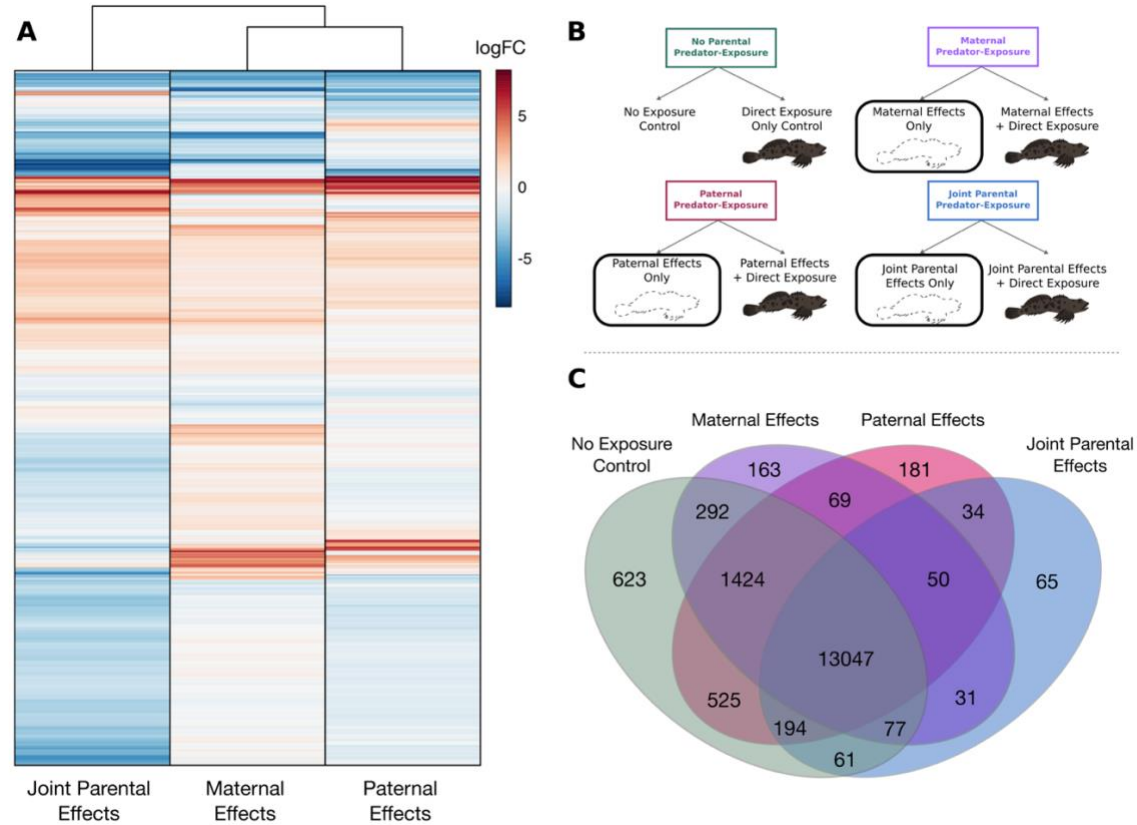 A
logFC
5
0
-5
Joint Parental
Effects
Maternal
Effects
Paternal
Effects
B
No Parental
Predator-Exposure
No Exposure
Control
Direct Exposure
Only Control
Maternal
Predator-Exposure
Maternal Effects
Only
Maternal Effects
+ Direct Exposure
Paternal
Predator-Exposure
Paternal Effects
Only
Paternal Effects
+ Direct Exposure
Joint Parental
Predator-Exposure
Joint Parental
Effects Only
Joint Parental Effects
+ Direct Exposure
C
No Exposure
Control
Maternal Effects
Paternal Effects
Joint Parental
Effects
163
181
292
69
34
623
1424
50
65
13047
525
31
194
77
61